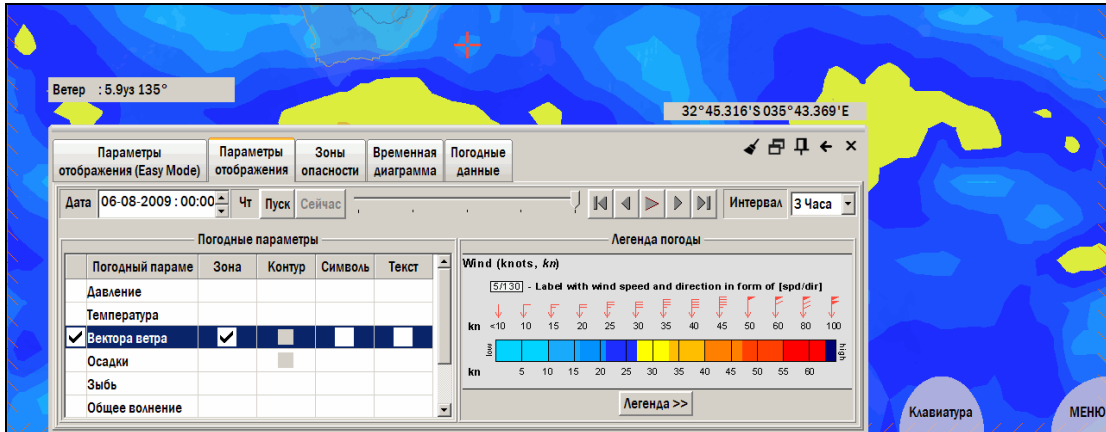 Ветер : 5.9уз 135°
32°45.316'S 035°43.369'E
Параметры отображения (Easy Mode)
Параметры отображения
Зоны опасности
Временная диаграмма
Погодные данные
Дата 06-08-2009 : 00:00 Чт Пуск Сейчас Интервал 3 Часа
Погодные параметры
Погодный параме Зона Контур Символь Текст
Давление
Температура
Вектора ветра
Осадки
Зыбь
Общее волнение
Легенда погоды
Wind (knots, kn)
5/130 - Label with wind speed and direction in form of [spd/dir]
kn <10 10 15 20 25 30 35 40 45 50 60 80 100
low high
kn 5 10 15 20 25 30 35 40 45 50 55 60
Легенда >>
Клавиатура
МЕНЮ